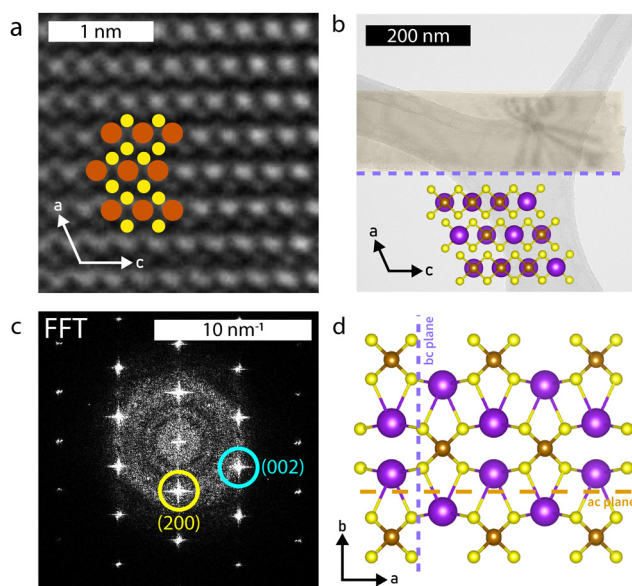 a
1 nm
a
c
b
200 nm
a
c
c
FFT
10 nm⁻¹
(002)
(200)
d
bc plane
ac plane
b
a